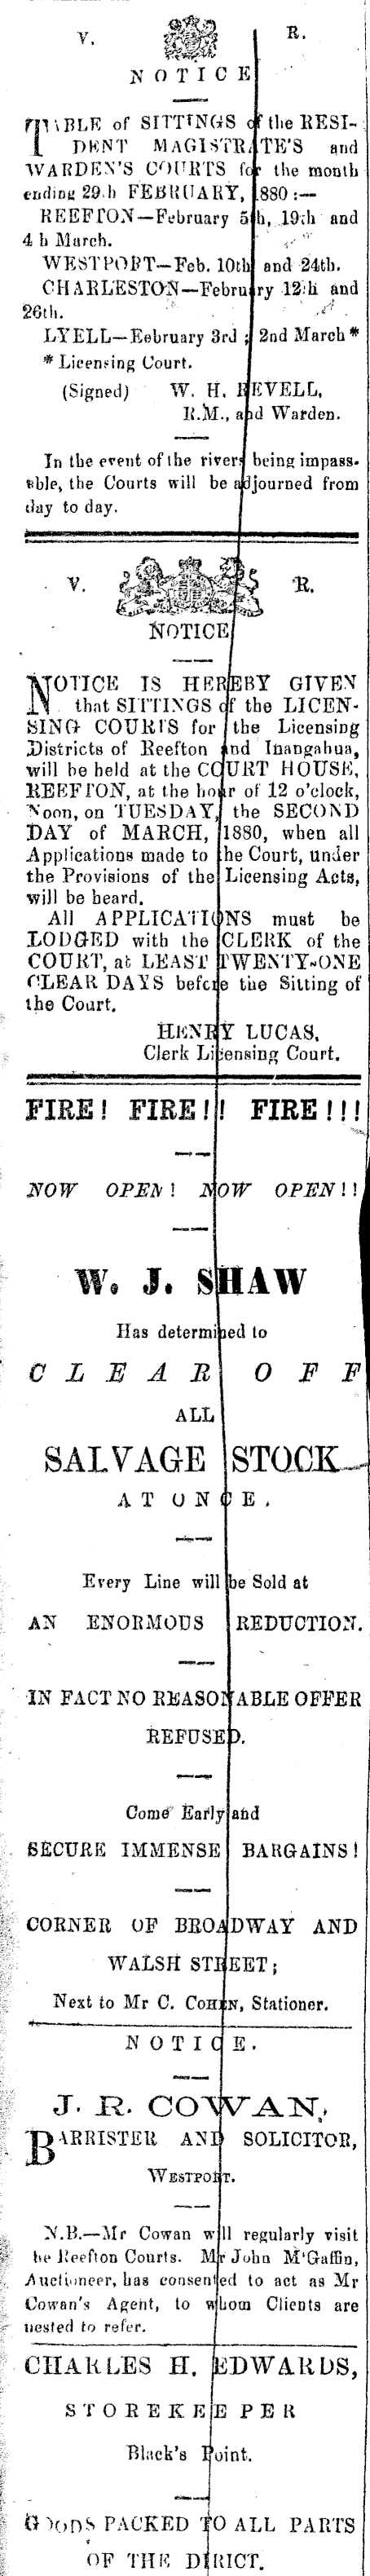 V. R.
NOTICE
TABLE of SITTINGS of the RESI-
DENT MAGISTRATE'S and
WARDEN'S COURTS for the month
ending 29th FEBRUARY, 1880:—
REEFTON—February 5th, 19th and
4th March.
WESTPORT—Feb. 10th and 24th.
CHARLESTON—February 12th and
26th.
LYELL—Eebruary 3rd; 2nd March*
* Licensing Court.
(Signed) W. H. REVELL,
R.M., and Warden.
In the event of the rivers being impass-
able, the Courts will be adjourned from
day to day.
V. R.
NOTICE
NOTICE IS HEREBY GIVEN
that SITTINGS of the LICEN-
SING COURTS for the Licensing
Districts of Reefton and Inangahua,
will be held at the COURT HOUSE,
REEFTON, at the hour of 12 o'clock,
Noon, on TUESDAY, the SECOND
DAY of MARCH, 1880, when all
Applications made to the Court, under
the Provisions of the Licensing Acts,
will be heard.
All APPLICATIONS must be
LODGED with the CLERK of the
COURT, at LEAST TWENTY-ONE
CLEAR DAYS before the Sitting of
the Court.
HENRY LUCAS,
Clerk Licensing Court.
FIRE! FIRE!! FIRE!!!
NOW OPEN! NOW OPEN!!
W. J. SHAW
Has determined to
CLEAR OFF
ALL
SALVAGE STOCK
AT ONCE.
Every Line will be Sold at
AN ENORMOUS REDUCTION.
IN FACT NO REASONABLE OFFER
REFUSED.
Come Early and
SECURE IMMENSE BARGAINS!
CORNER OF BROADWAY AND
WALSH STREET;
Next to Mr C. COHEN, Stationer.
NOTICE.
J. R. COWAN,
BARRISTER AND SOLICITOR,
WESTPORT.
N.B.—Mr Cowan will regularly visit
he Reefton Courts. Mr John M'Gaffin,
Auctioneer, has consented to act as Mr
Cowan's Agent, to whom Clients are
uested to refer.
CHARLES H. EDWARDS,
STOREKEEPER
Black's Point.
Goods PACKED TO ALL PARTS
OF THE DIRICT.